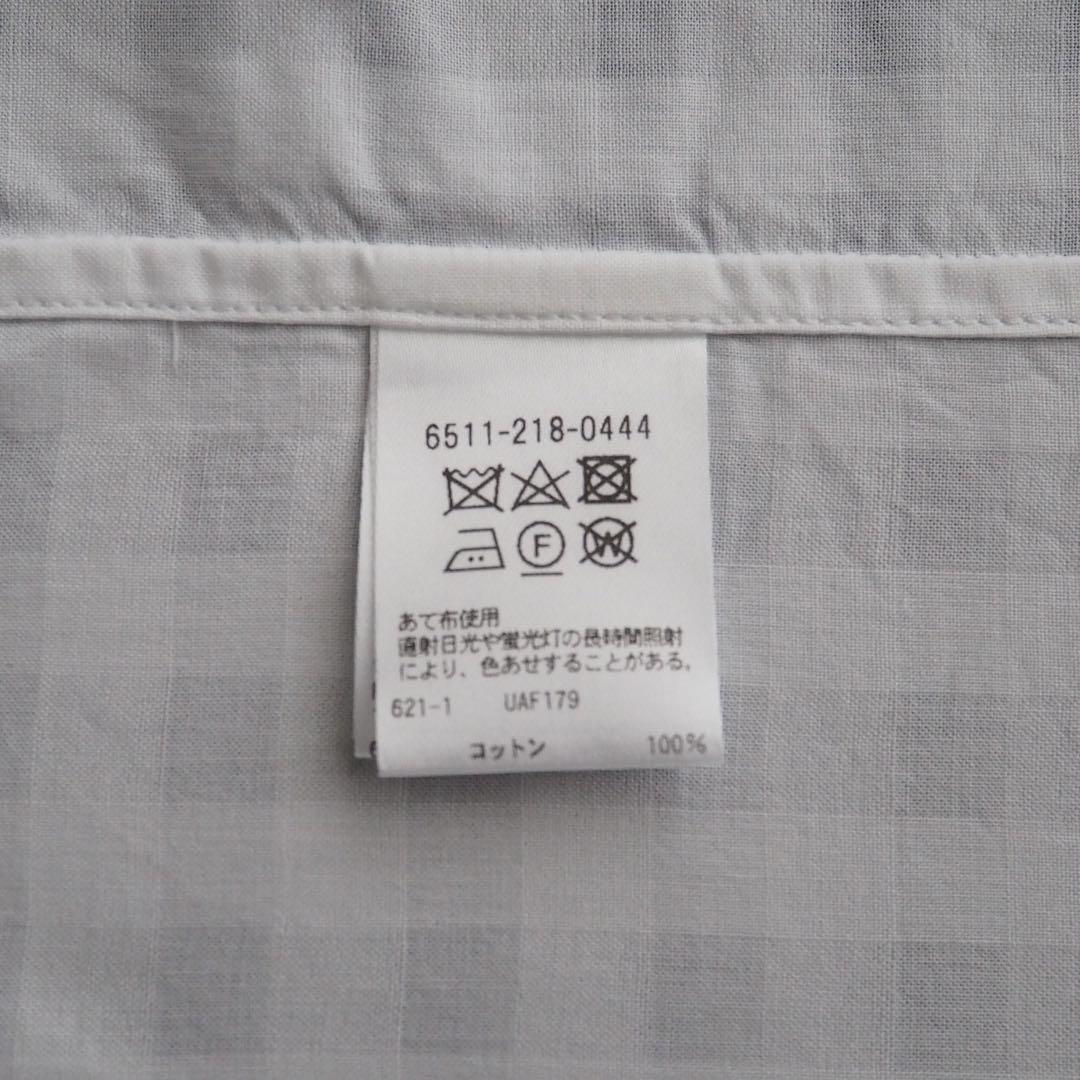 6511-218-0444
F
W
あて布使用
直射日光や蛍光灯の長時間照射
により、色あせすることがある。
621-1 UAF179
コットン 100%